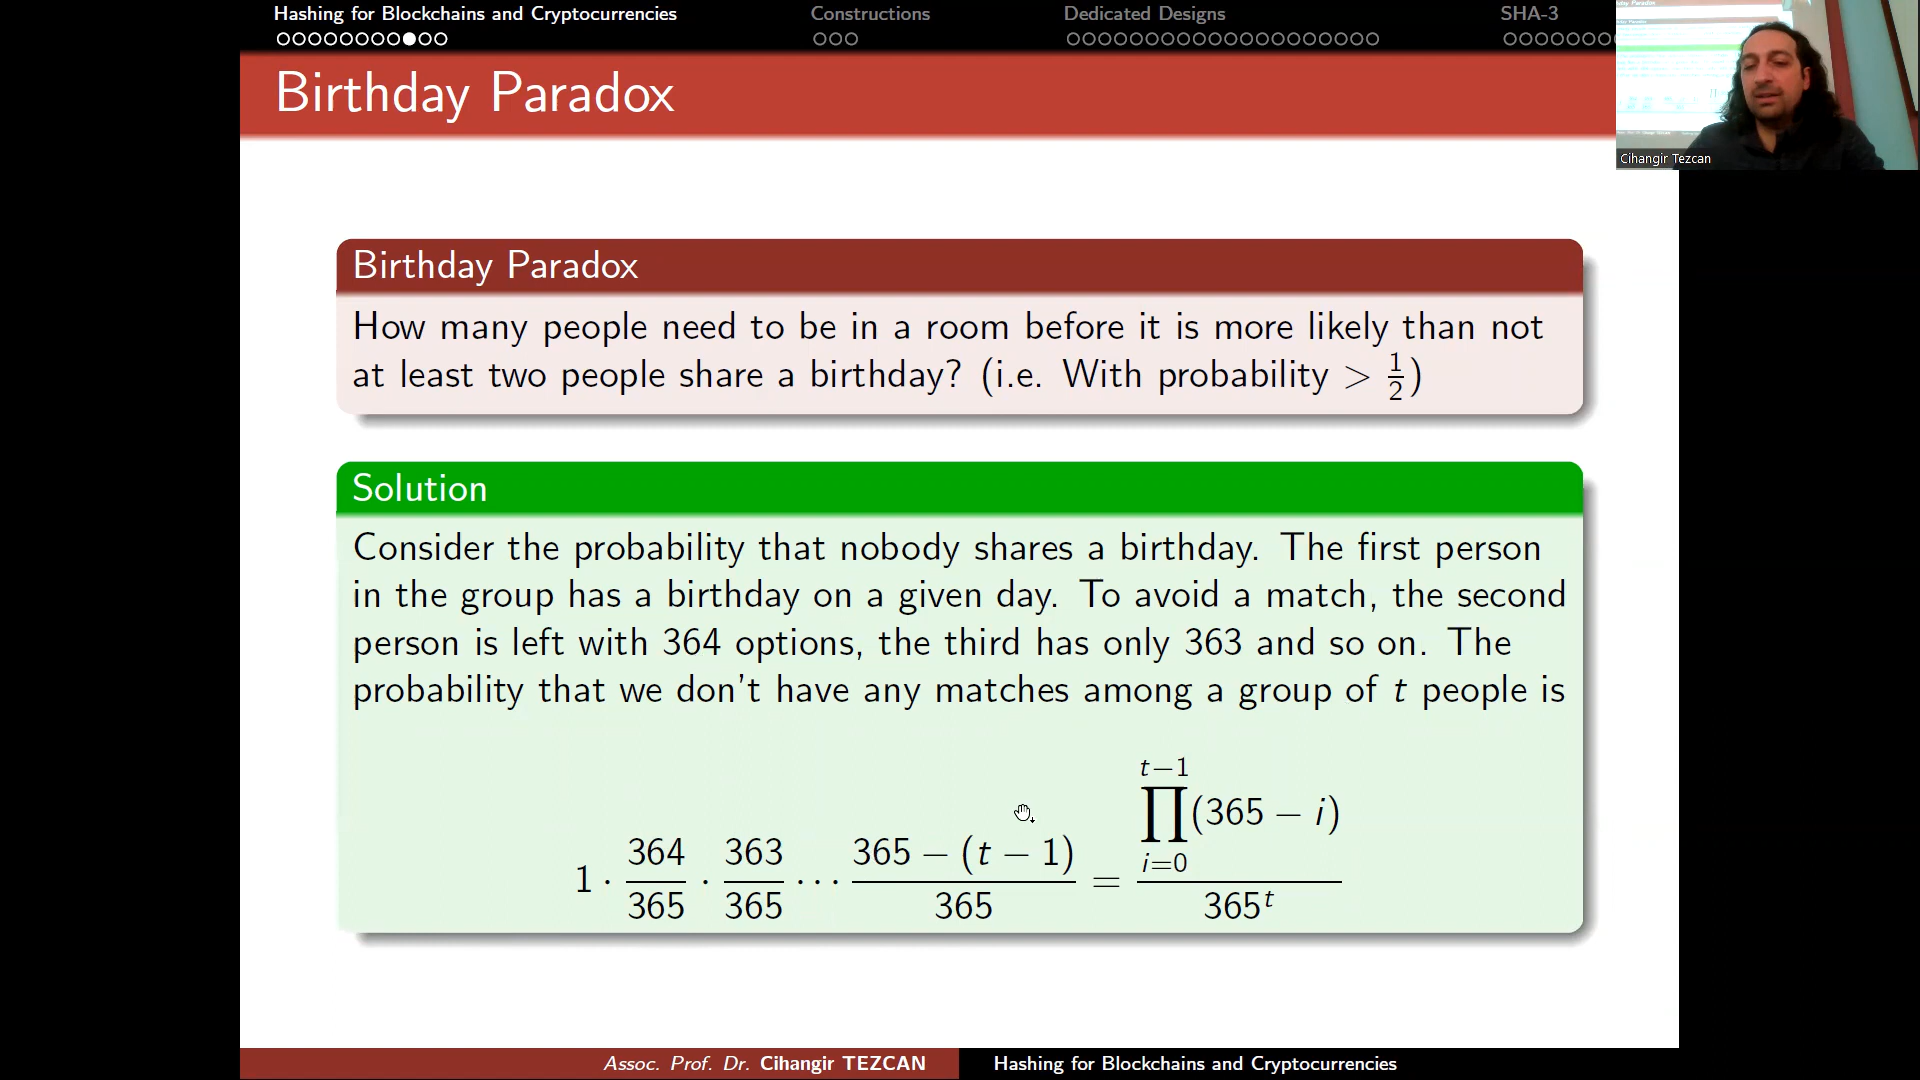 Hashing for Blockchains and Cryptocurrencies Constructions Dedicated Designs SHA-3
Birthday Paradox
Cihangir Tezcan
Birthday Paradox
How many people need to be in a room before it is more likely than not
at least two people share a birthday? (i.e. With probability > 1/2)
Solution
Consider the probability that nobody shares a birthday. The first person
in the group has a birthday on a given day. To avoid a match, the second
person is left with 364 options, the third has only 363 and so on. The
probability that we don't have any matches among a group of t people is
1 · 364/365 · 363/365 ··· (365 − (t − 1))/365 = ∏_{i=0}^{t−1}(365 − i) / 365^t
Assoc. Prof. Dr. Cihangir TEZCAN Hashing for Blockchains and Cryptocurrencies